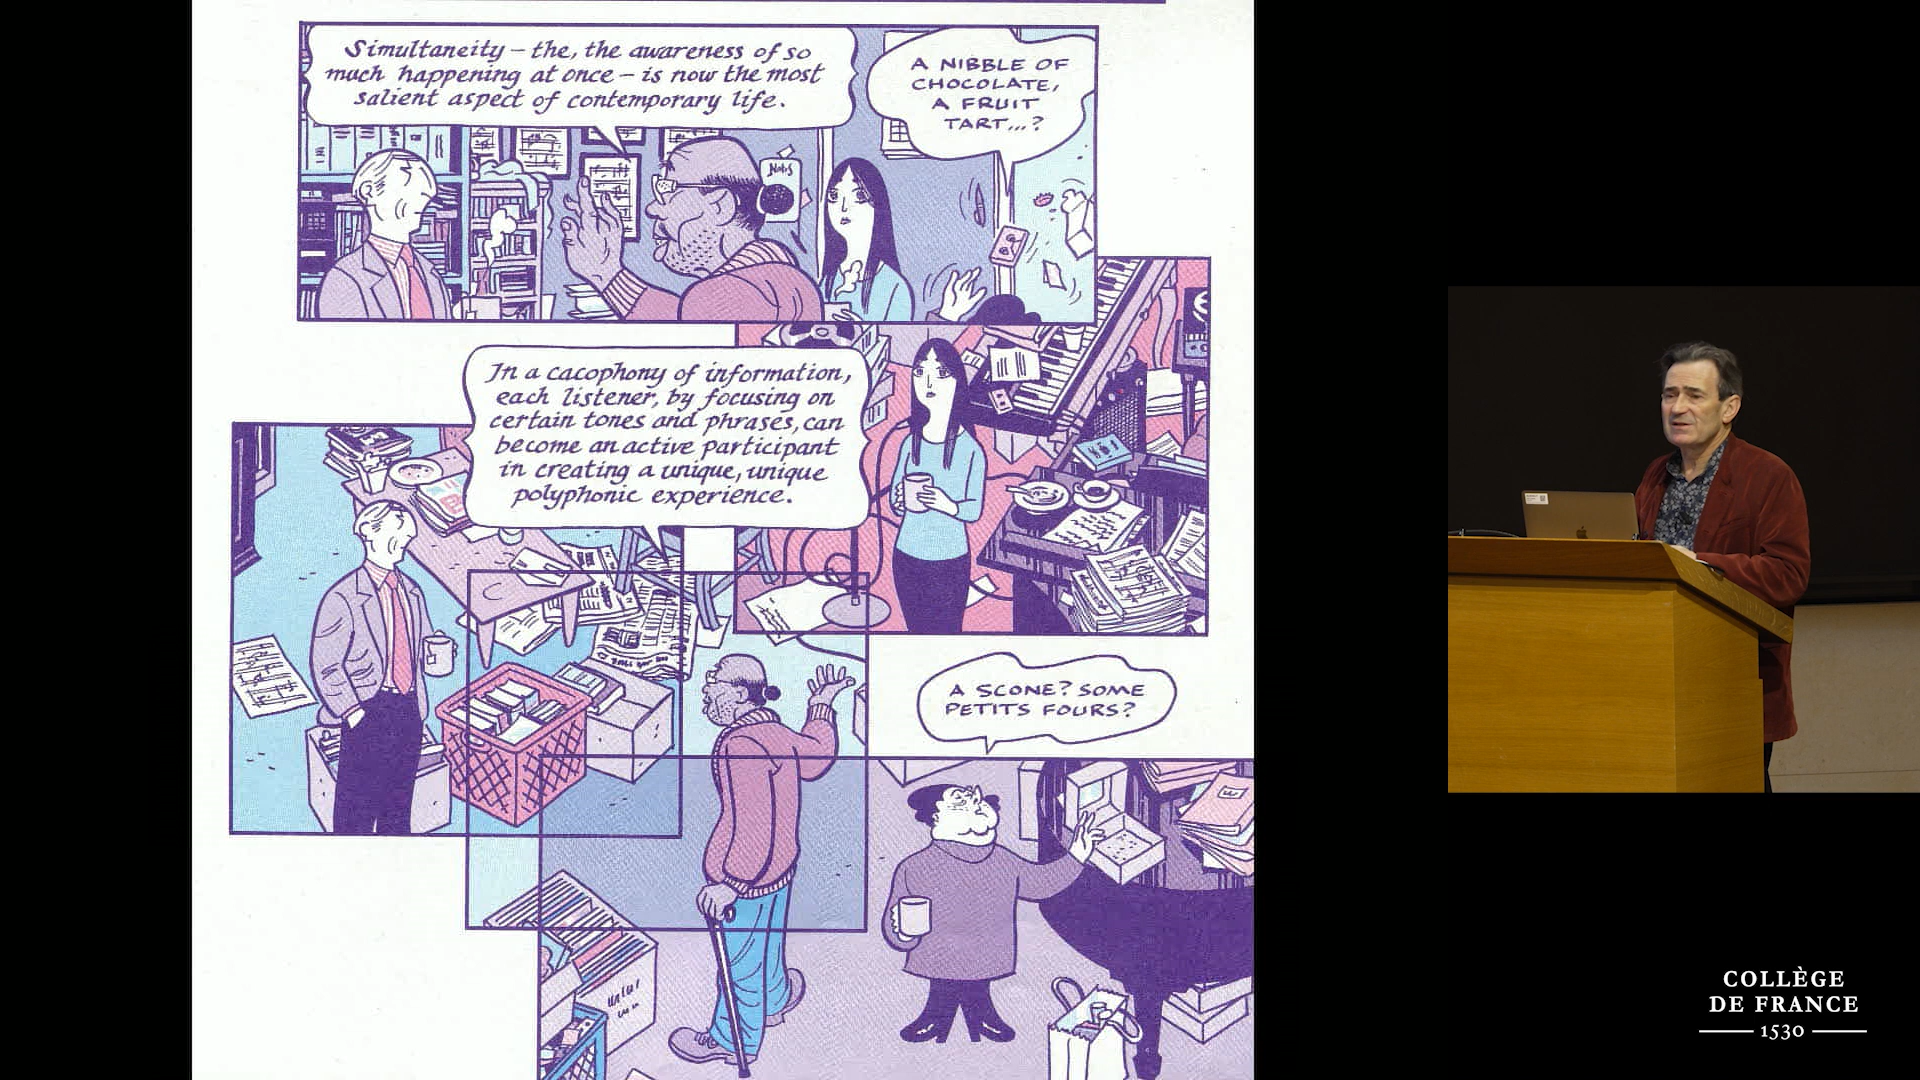 Simultaneity – the, the awareness of so
much happening at once – is now the most
salient aspect of contemporary life.
A NIBBLE OF
CHOCOLATE,
A FRUIT
TART...?
In a cacophony of information,
each listener, by focusing on
certain tones and phrases, can
become an active participant
in creating a unique, unique
polyphonic experience.
A SCONE? SOME
PETITS FOURS?
COLLÈGE
DE FRANCE
1530